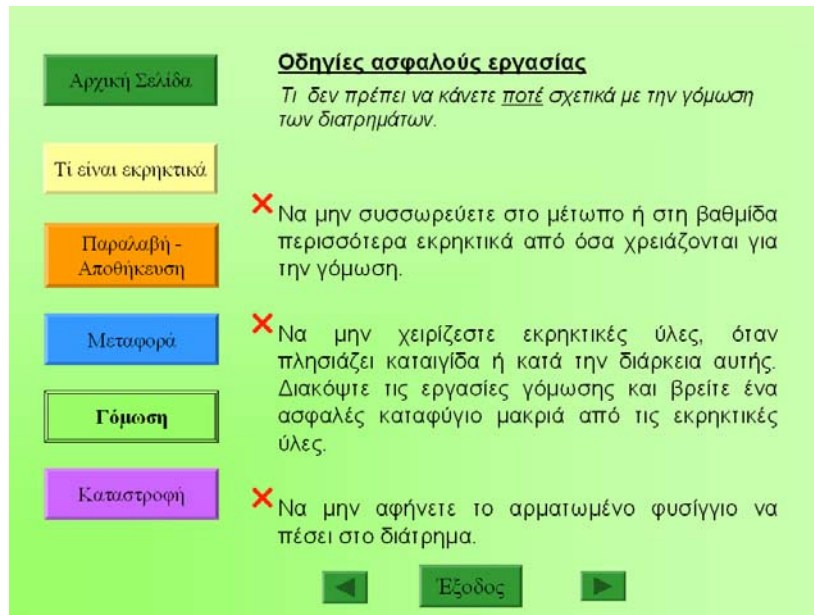 Αρχική Σελίδα
Τί είναι εκρηκτικά
Παραλαβή -
Αποθήκευση
Μεταφορά
Γόμωση
Καταστροφή
Οδηγίες ασφαλούς εργασίας
Τι δεν πρέπει να κάνετε ποτέ σχετικά με την γόμωση
των διατρημάτων.
Να μην συσσωρεύετε στο μέτωπο ή στη βαθμίδα
περισσότερα εκρηκτικά από όσα χρειάζονται για
την γόμωση.
Να μην χειρίζεστε εκρηκτικές ύλες, όταν
πλησιάζει καταιγίδα ή κατά την διάρκεια αυτής.
Διακόψτε τις εργασίες γόμωσης και βρείτε ένα
ασφαλές καταφύγιο μακριά από τις εκρηκτικές
ύλες.
Να μην αφήνετε το αρματωμένο φυσίγγιο να
πέσει στο διάτρημα.
Έξοδος